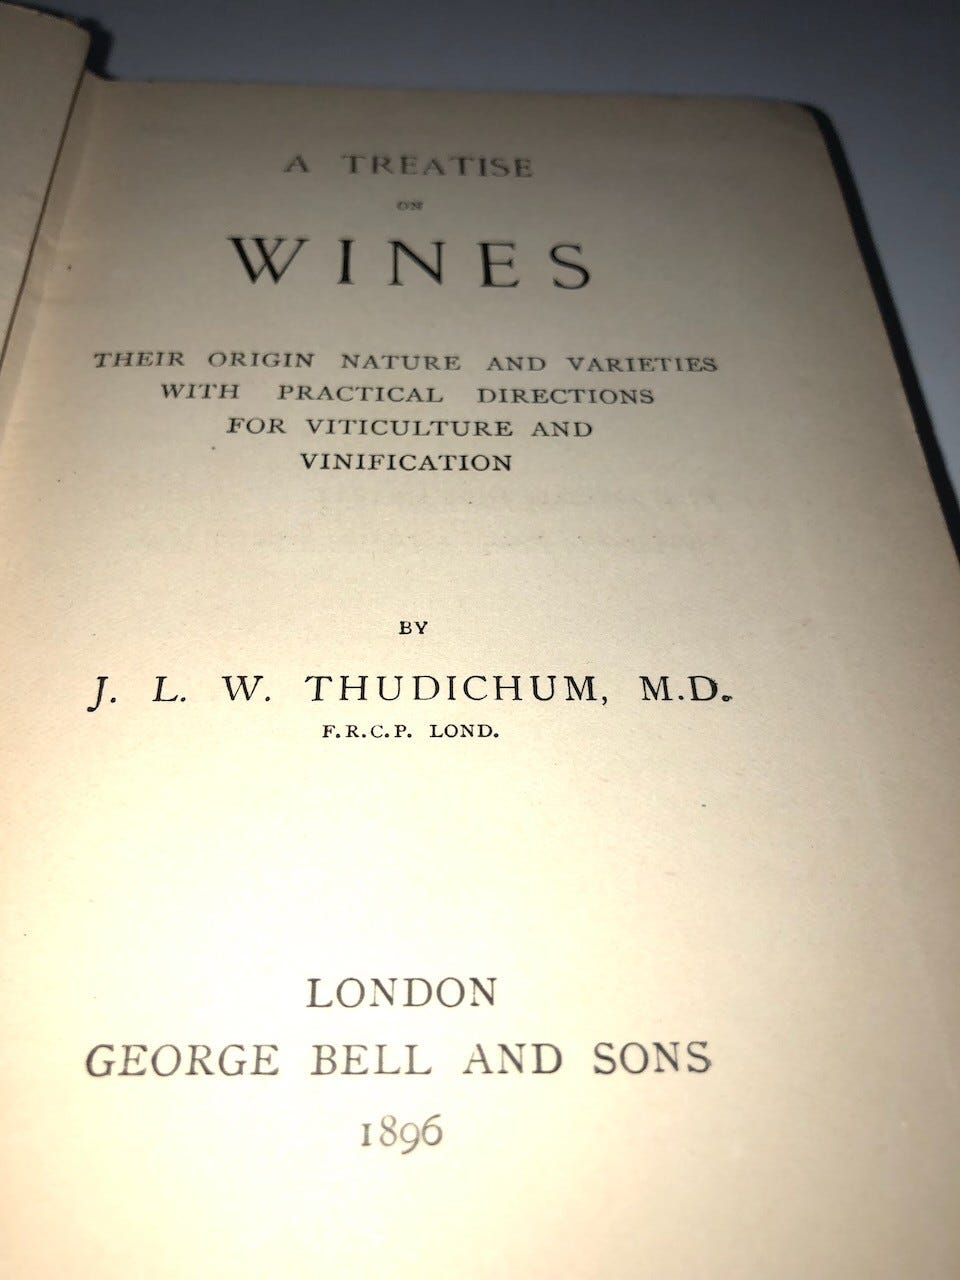 A TREATISE
ON
WINES
THEIR ORIGIN NATURE AND VARIETIES
WITH PRACTICAL DIRECTIONS
FOR VITICULTURE AND
VINIFICATION
BY
J. L. W. THUDICHUM, M.D.
F.R.C.P. LOND.
LONDON
GEORGE BELL AND SONS
1896